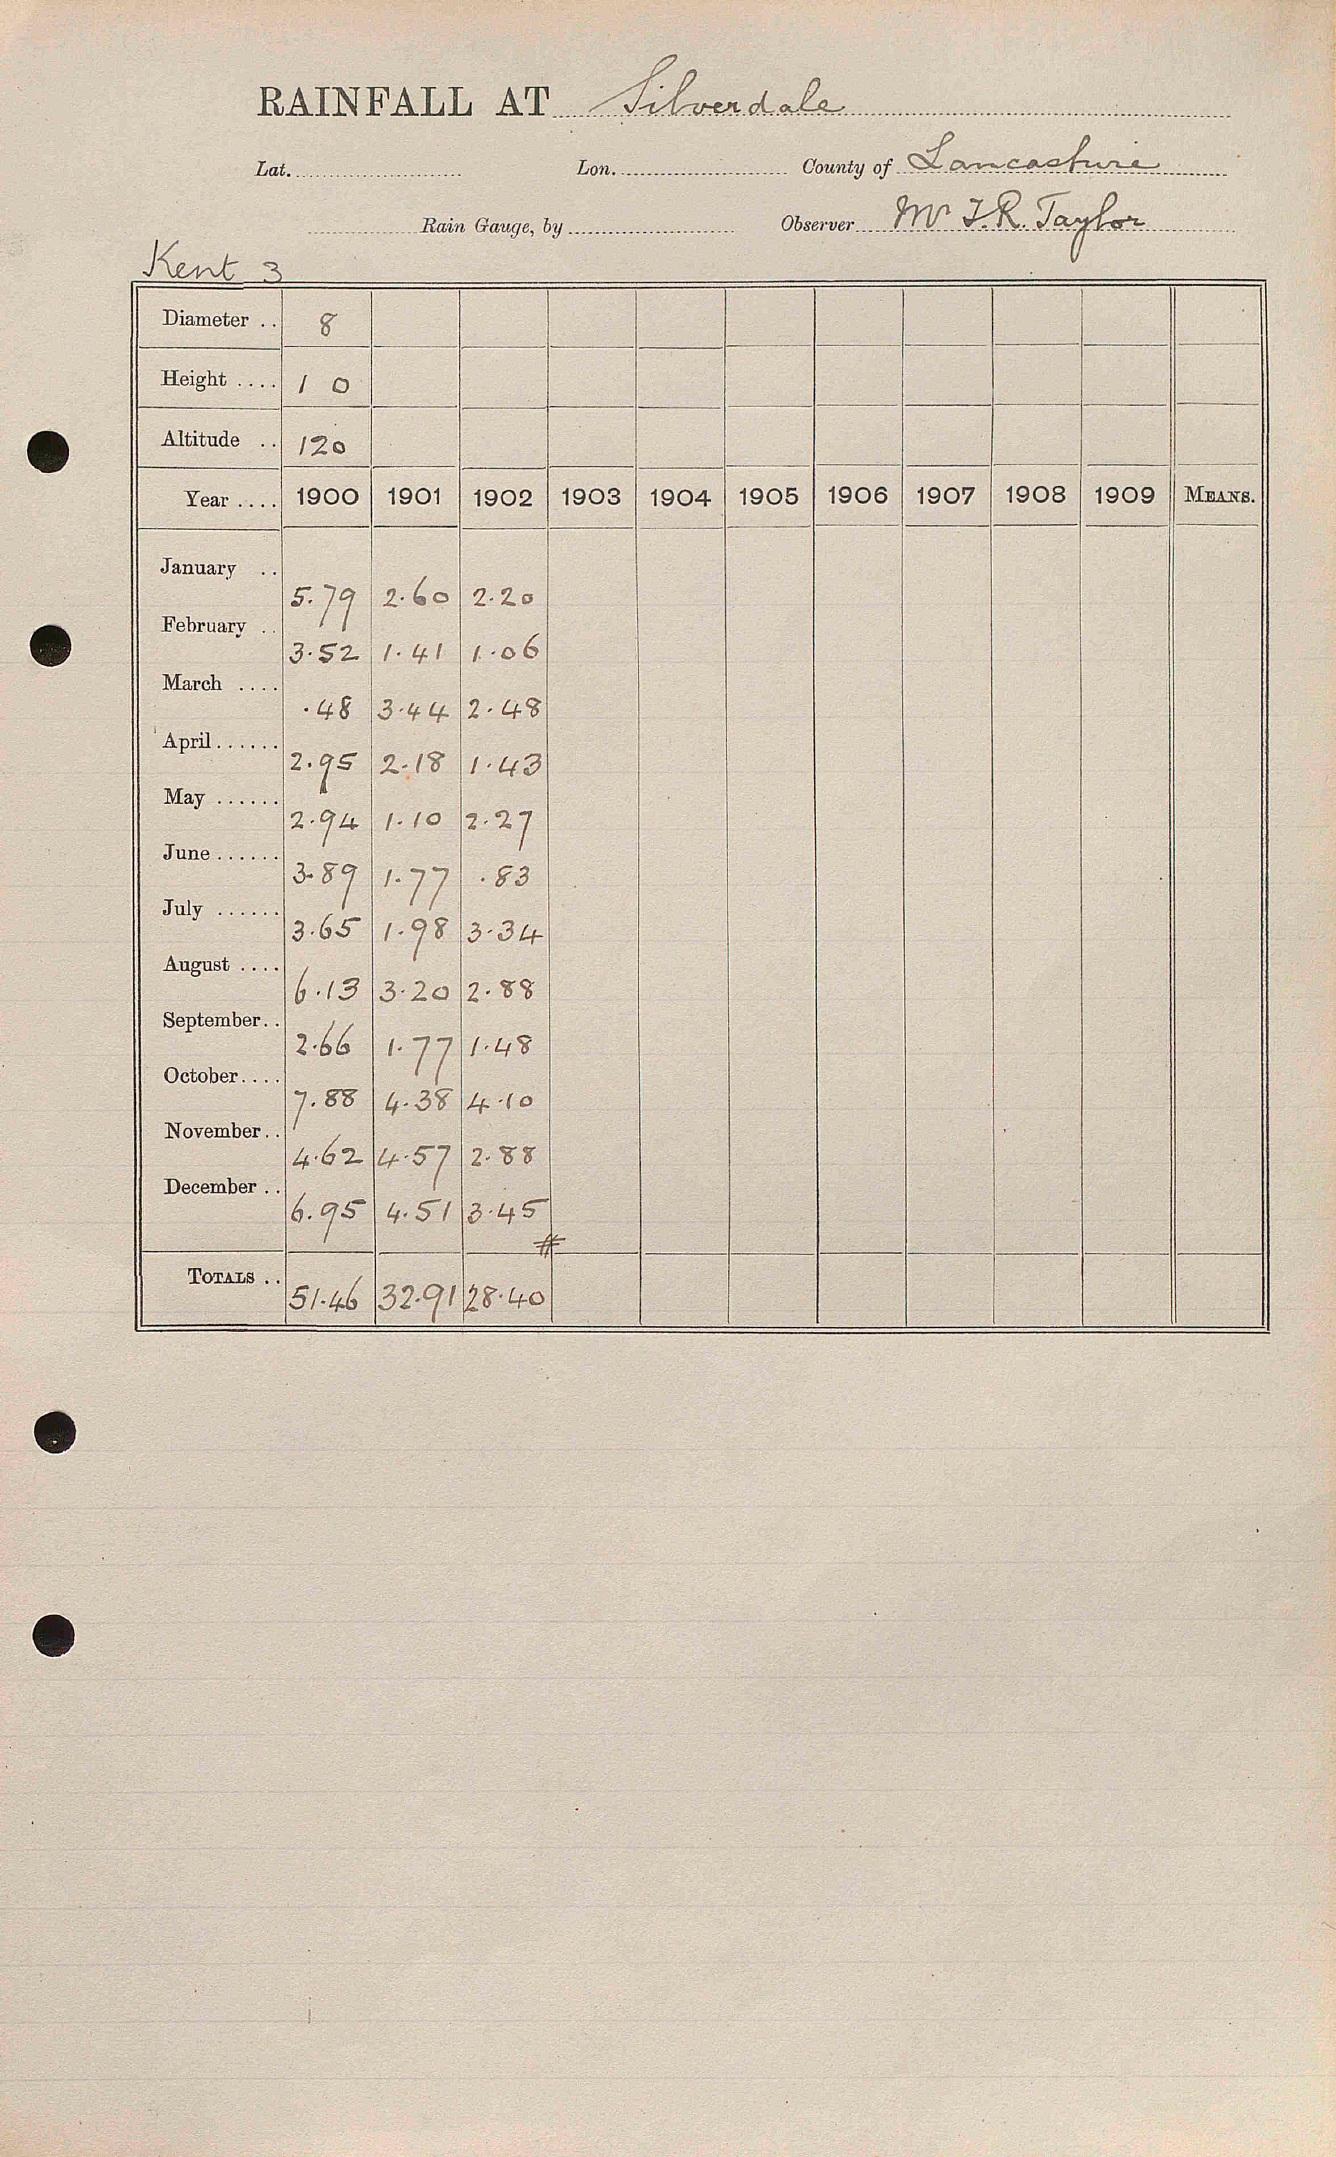 RAINFALL AT Silverdale
Lat. Lon. County of Lancashire
Rain Gauge, by Observer Mr T.R. Taylor
Kent 3
Diameter .. 8
Height .... 1 0
Altitude .. 120
Year .... 1900 1901 1902 1903 1904 1905 1906 1907 1908 1909 MEANS.
January .. 5.79 2.60 2.20
February .. 3.52 1.41 1.06
March .... .48 3.44 2.48
April ...... 2.95 2.18 1.43
May ...... 2.94 1.10 2.27
June ...... 3.89 1.77 .83
July ...... 3.65 1.98 3.34
August .... 6.13 3.20 2.88
September .. 2.66 1.77 1.48
October .... 7.88 4.38 4.10
November .. 4.62 4.57 2.88
December .. 6.95 4.51 3.45
#
TOTALS .. 51.46 32.91 28.40